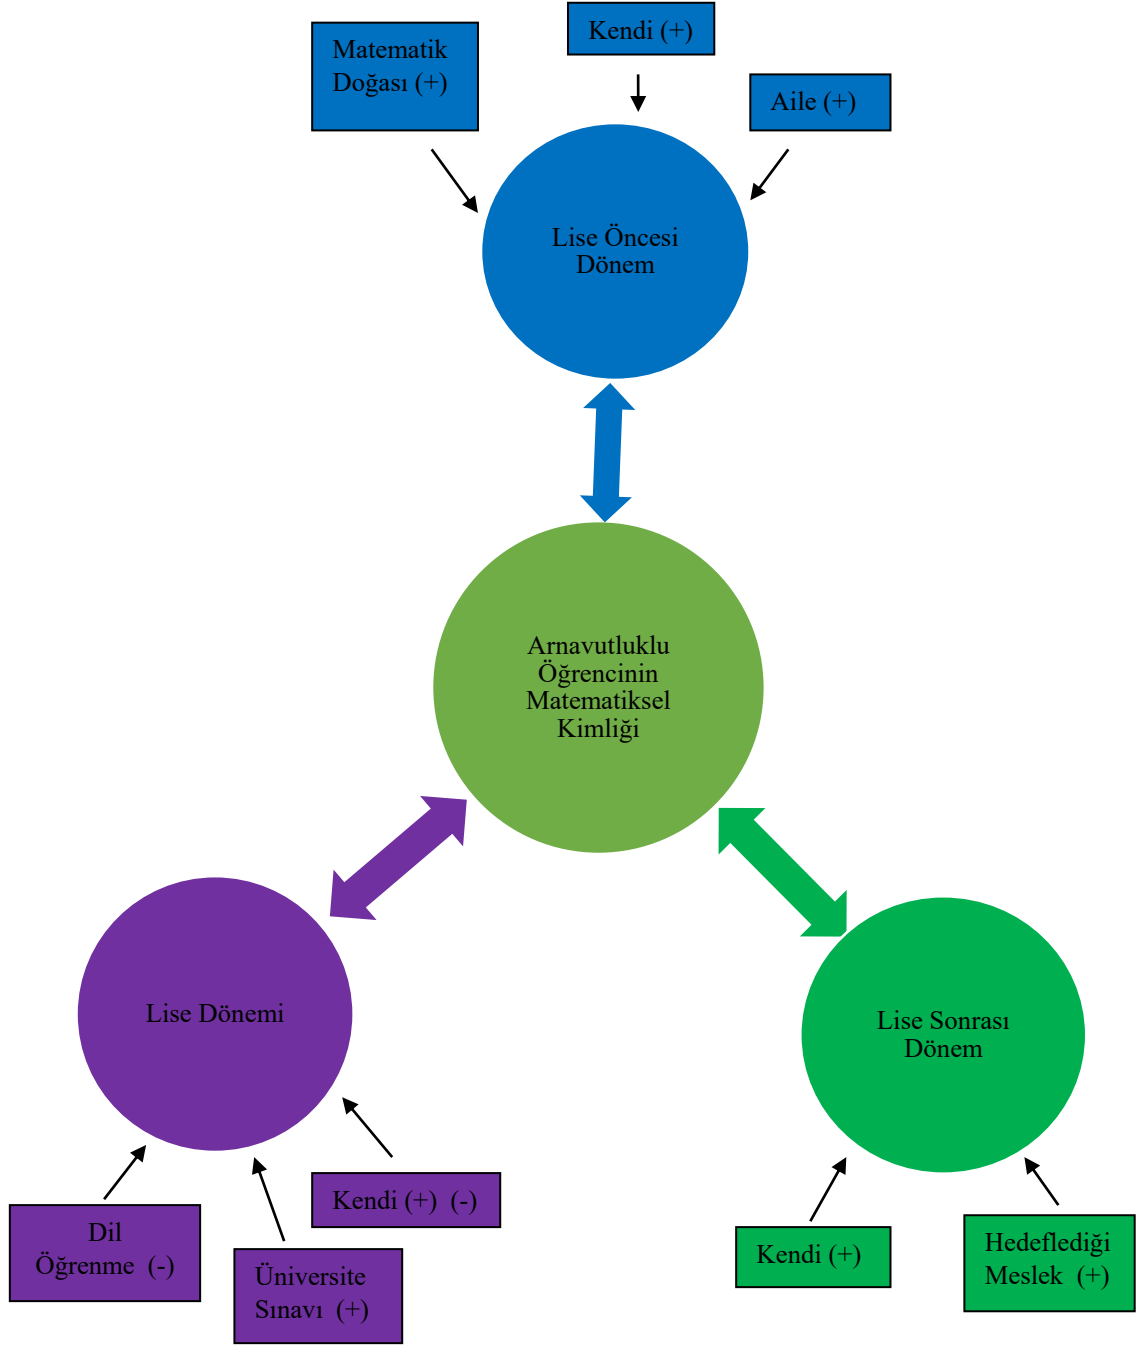 Kendi (+)
Matematik
Doğası (+)
Aile (+)
Lise Öncesi
Dönem
Arnavutluklu
Öğrencinin
Matematiksel
Kimliği
Lise Dönemi
Lise Sonrası
Dönem
Kendi (+)  (-)
Dil
Öğrenme  (-)
Üniversite
Sınavı  (+)
Kendi (+)
Hedeflediği
Meslek  (+)